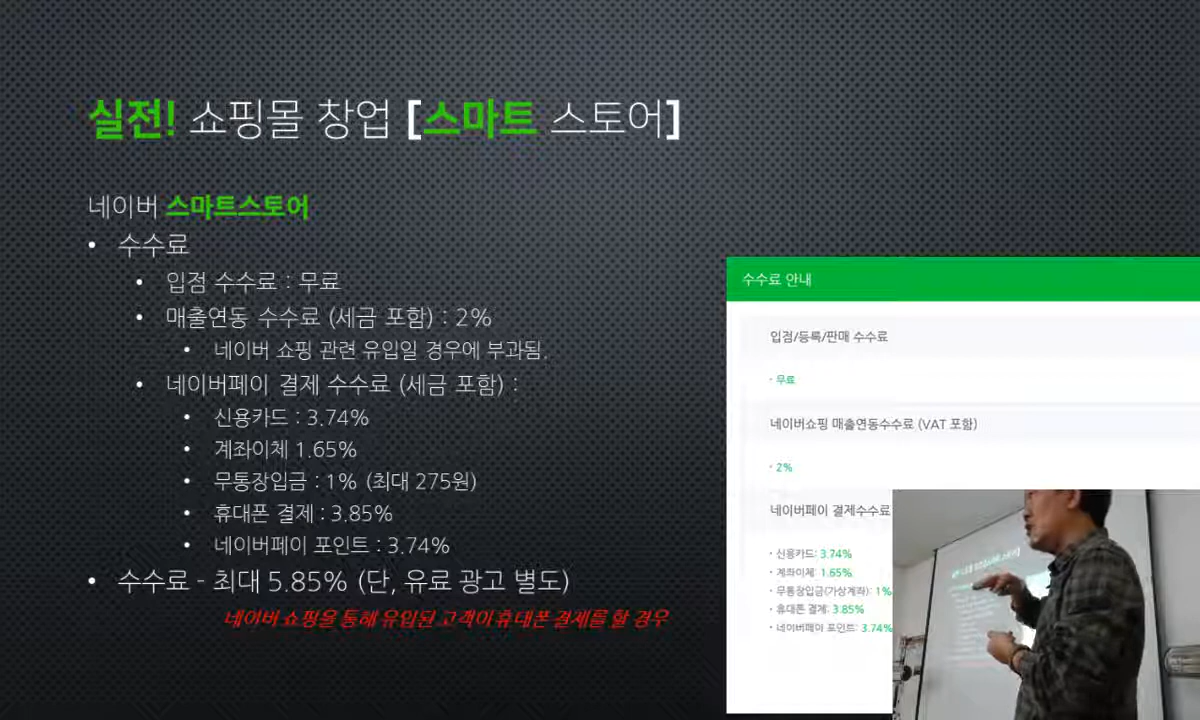 실전! 쇼핑몰 창업 [스마트 스토어]
네이버 스마트스토어
• 수수료
• 입점 수수료 : 무료
• 매출연동 수수료 (세금 포함) : 2%
• 네이버 쇼핑 관련 유입일 경우에 부과됨.
• 네이버페이 결제 수수료 (세금 포함) :
• 신용카드 : 3.74%
• 계좌이체 1.65%
• 무통장입금 : 1% (최대 275원)
• 휴대폰 결제 : 3.85%
• 네이버페이 포인트 : 3.74%
• 수수료 - 최대 5.85% (단, 유료 광고 별도)
네이버 쇼핑을 통해 유입된 고객이 휴대폰 결제를 할 경우
수수료 안내
입점/등록/판매 수수료
· 무료
네이버쇼핑 매출연동수수료 (VAT 포함)
· 2%
네이버페이 결제수수료
· 신용카드: 3.74%
· 계좌이체: 1.65%
· 무통장입금(가상계좌): 1%
· 휴대폰 결제: 3.85%
· 네이버페이 포인트: 3.74%